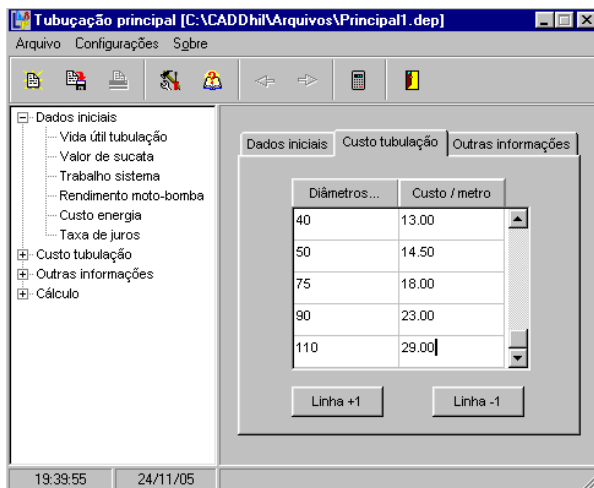 Tubuçação principal [C:\CADDhil\Arquivos\Principal1.dep]
Arquivo Configurações Sobre
Dados iniciais
Vida útil tubulação
Valor de sucata
Trabalho sistema
Rendimento moto-bomba
Custo energia
Taxa de juros
Custo tubulação
Outras informações
Cálculo
Dados iniciais Custo tubulação Outras informações
Diâmetros... Custo / metro
40 13.00
50 14.50
75 18.00
90 23.00
110 29.00
Linha +1 Linha -1
19:39:55 24/11/05